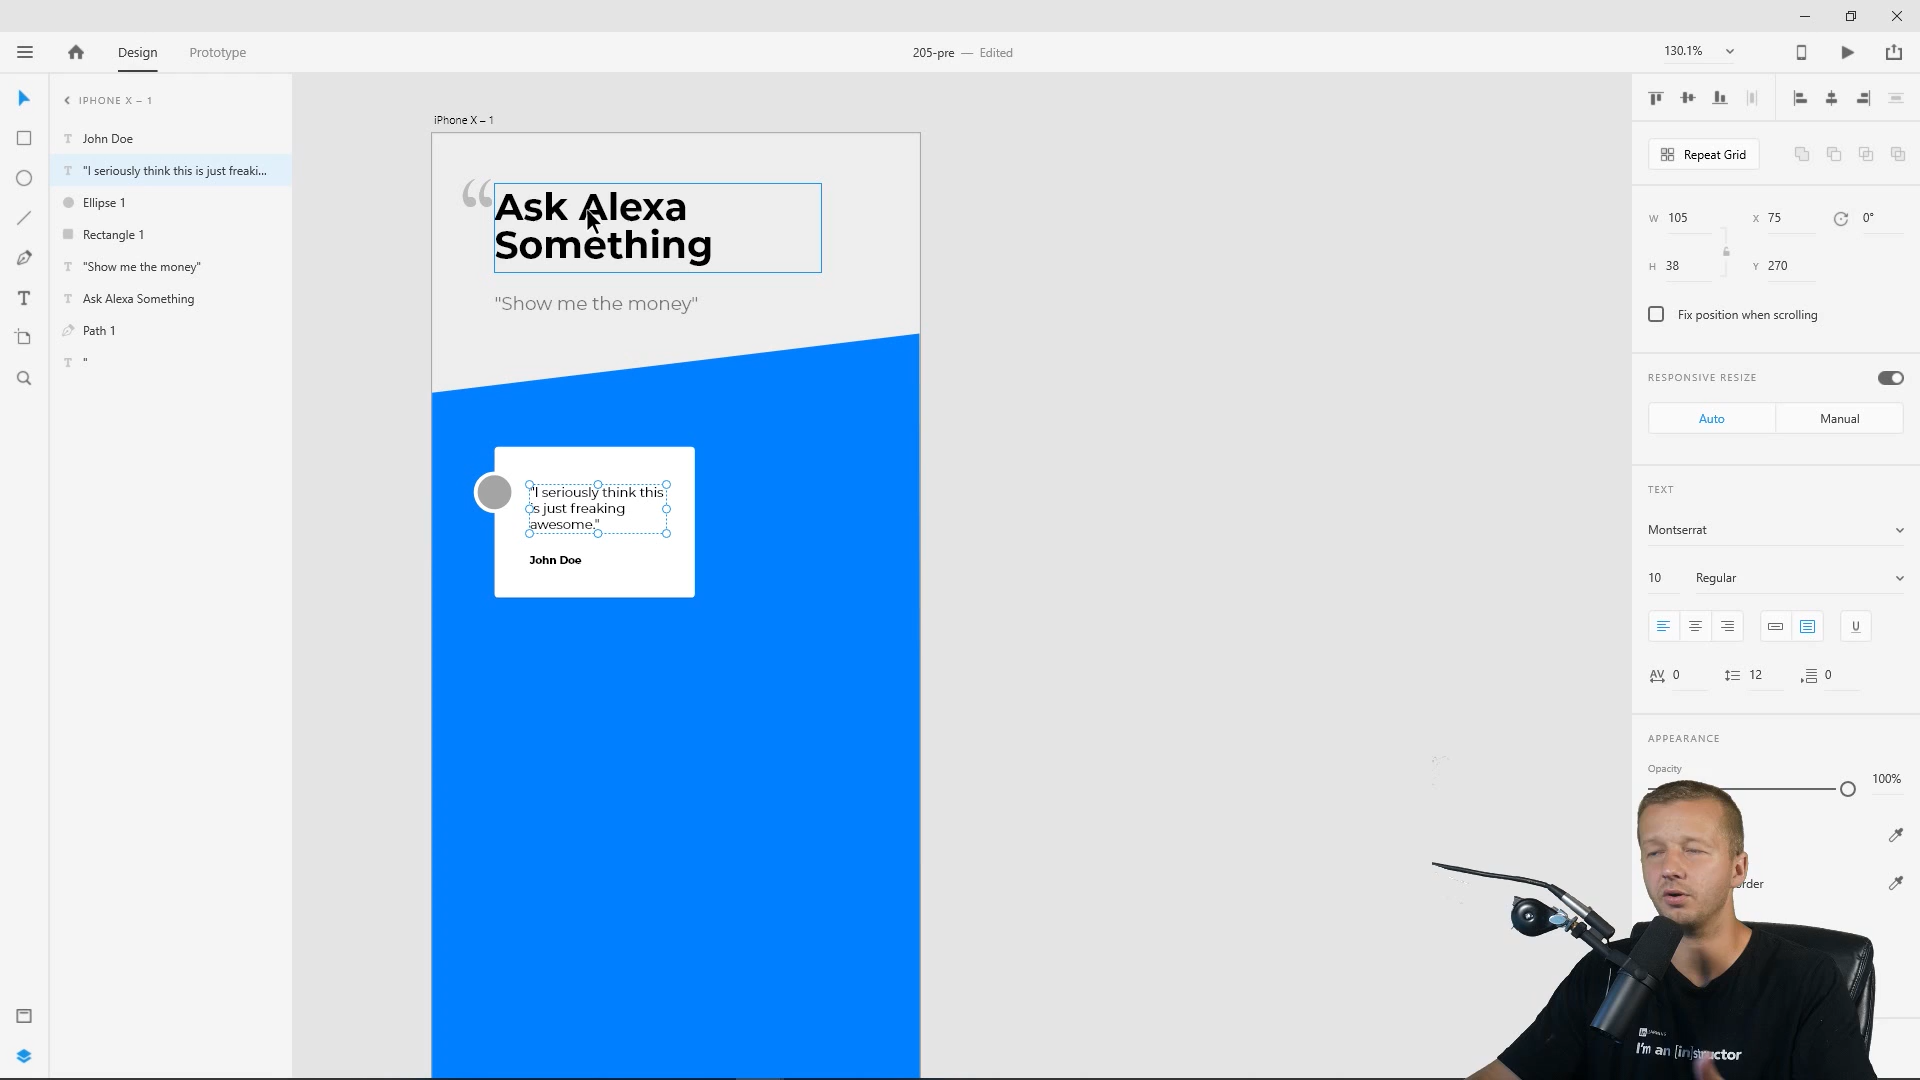 Design
Prototype
205-pre — Edited
130.1%
IPHONE X – 1
John Doe
"I seriously think this is just freaki...
Ellipse 1
Rectangle 1
"Show me the money"
Ask Alexa Something
Path 1
"
iPhone X – 1
“
Ask Alexa
Something
"Show me the money"
"I seriously think this
is just freaking
awesome."
John Doe
Repeat Grid
W 105
X 75
0°
H 38
Y 270
Fix position when scrolling
RESPONSIVE RESIZE
Auto
Manual
TEXT
Montserrat
10
Regular
U
AV 0
12
0
APPEARANCE
Opacity
100%
I'm an [in]structor